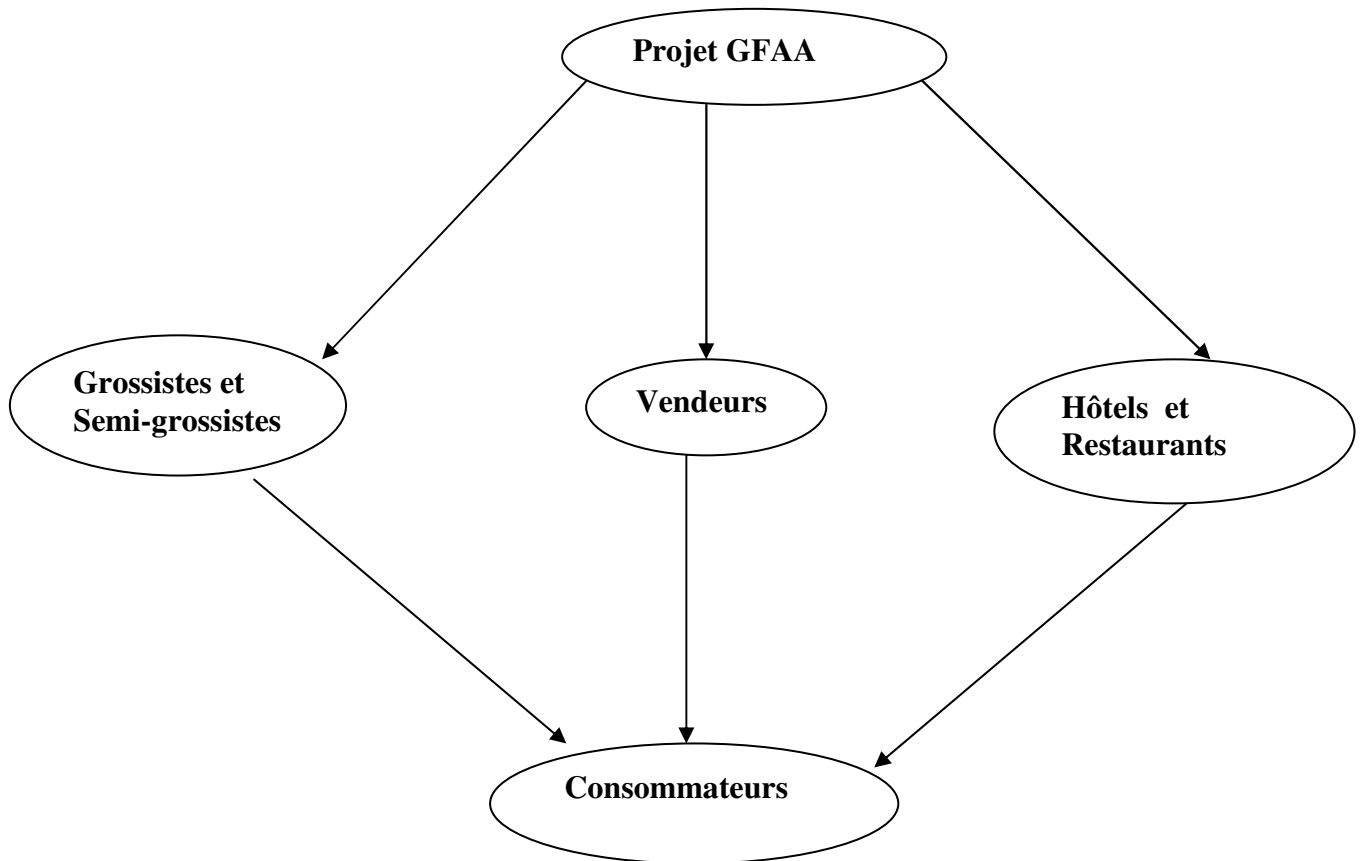 Projet GFAA
Grossistes et
Semi-grossistes
Vendeurs
Hôtels et
Restaurants
Consommateurs